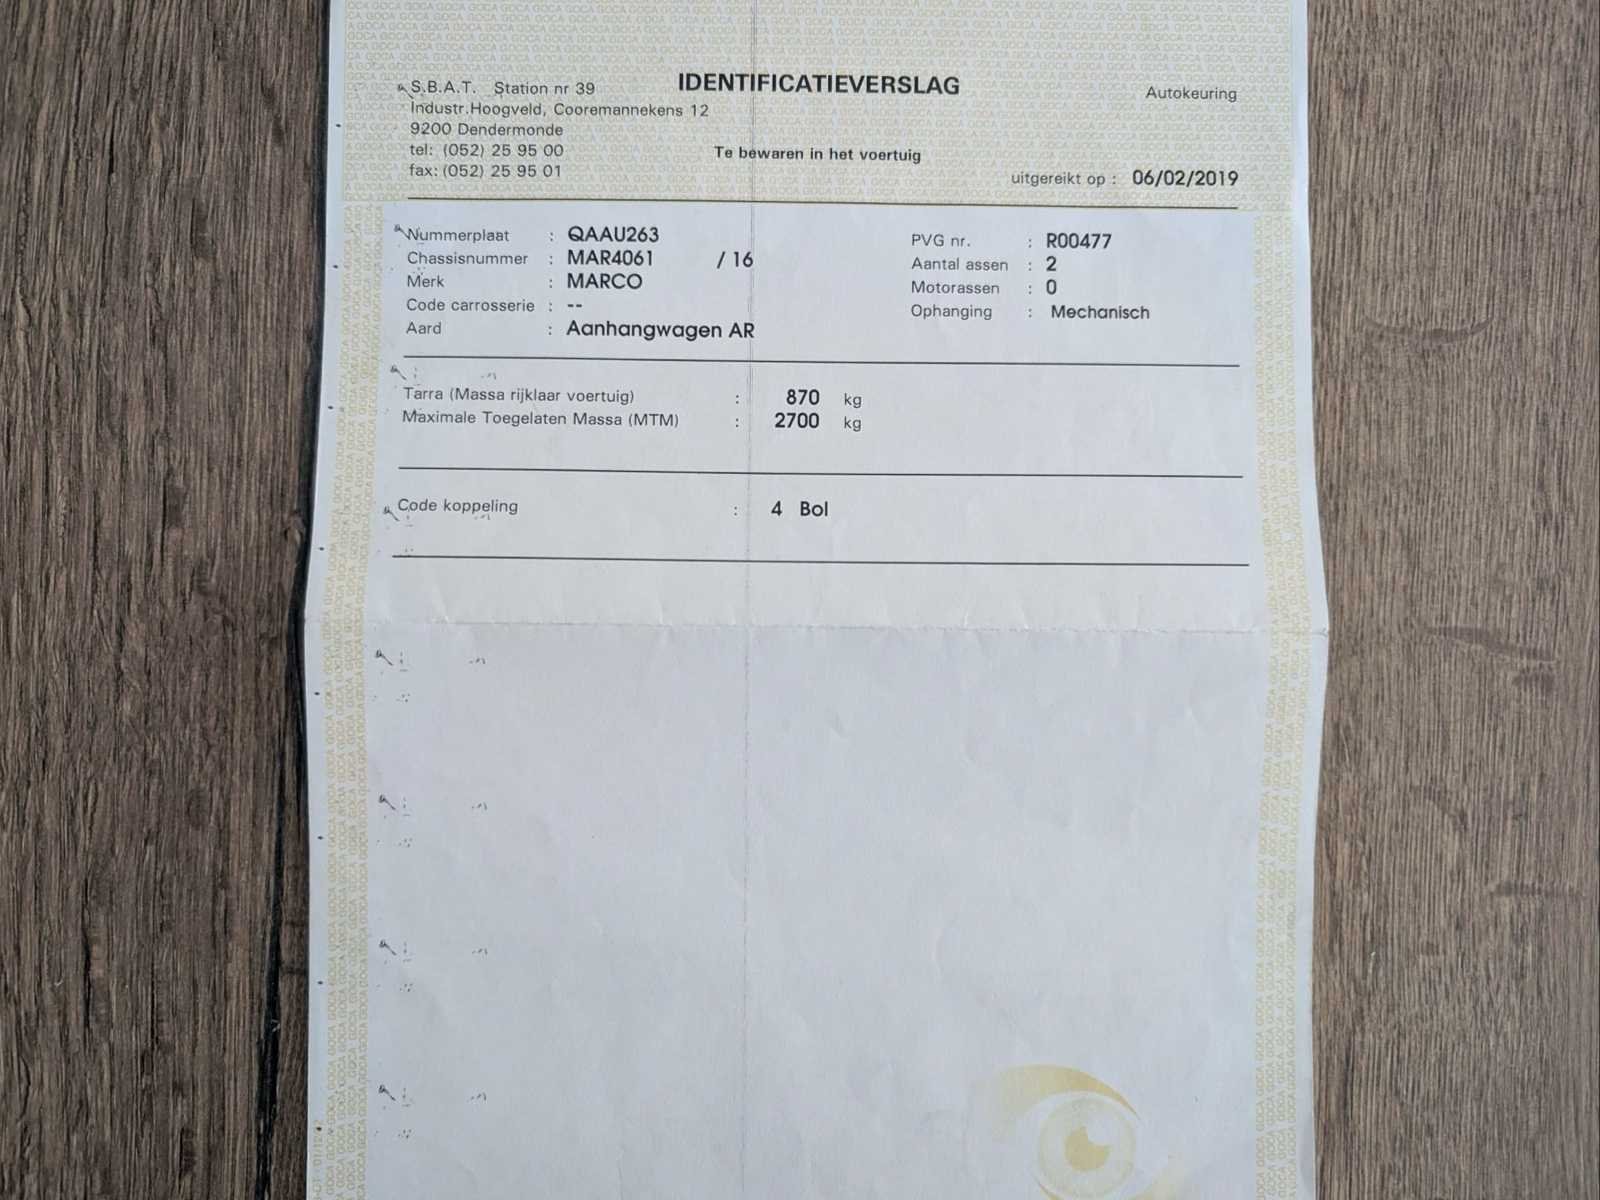 IDENTIFICATIEVERSLAG
S.B.A.T. Station nr 39
Autokeuring
Industr.Hoogveld, Cooremannekens 12
9200 Dendermonde
tel: (052) 25 95 00
Te bewaren in het voertuig
fax: (052) 25 95 01
uitgereikt op : 06/02/2019
Nummerplaat : QAAU263
PVG nr. : R00477
Chassisnummer : MAR4061 / 16
Aantal assen : 2
Merk : MARCO
Motorassen : 0
Code carrosserie : --
Ophanging : Mechanisch
Aard : Aanhangwagen AR
Tarra (Massa rijklaar voertuig) : 870 kg
Maximale Toegelaten Massa (MTM) : 2700 kg
Code koppeling : 4 Bol